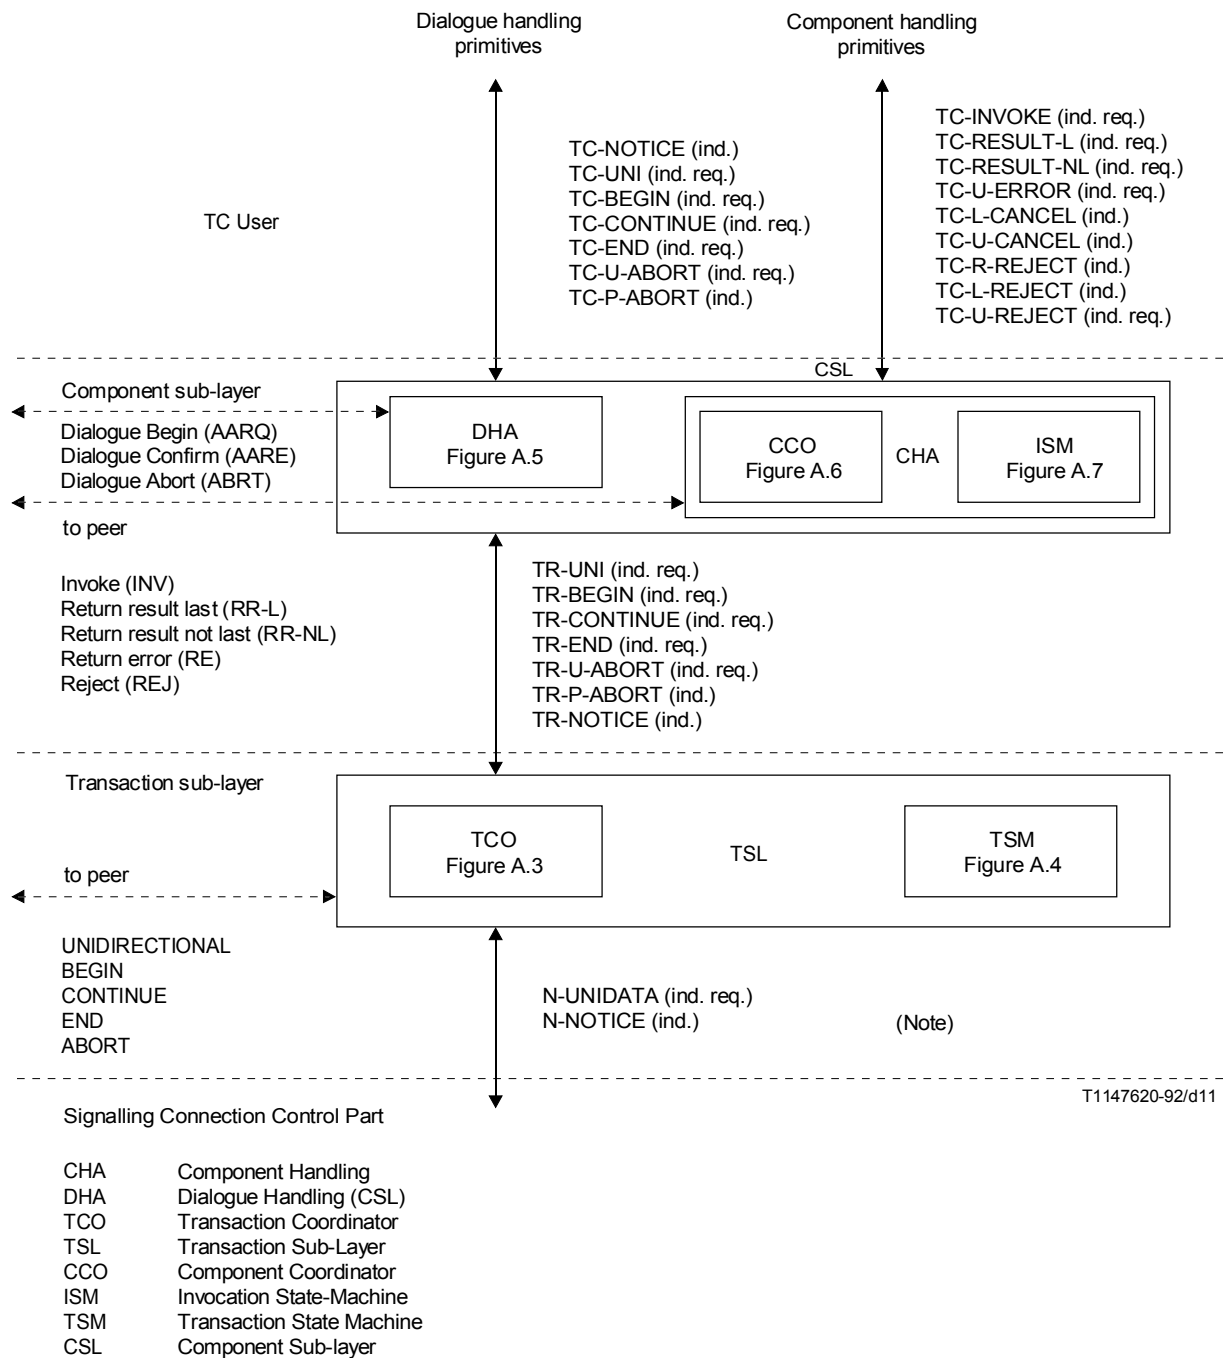 Dialogue handling
primitives
Component handling
primitives
TC-INVOKE (ind. req.)
TC-RESULT-L (ind. req.)
TC-RESULT-NL (ind. req.)
TC-U-ERROR (ind. req.)
TC-L-CANCEL (ind.)
TC-U-CANCEL (ind.)
TC-R-REJECT (ind.)
TC-L-REJECT (ind.)
TC-U-REJECT (ind. req.)
TC-NOTICE (ind.)
TC-UNI (ind. req.)
TC-BEGIN (ind. req.)
TC-CONTINUE (ind. req.)
TC-END (ind. req.)
TC-U-ABORT (ind. req.)
TC-P-ABORT (ind.)
TC User
CSL
Component sub-layer
Dialogue Begin (AARQ)
Dialogue Confirm (AARE)
Dialogue Abort (ABRT)
DHA
Figure A.5
CCO
Figure A.6
CHA
ISM
Figure A.7
to peer
Invoke (INV)
Return result last (RR-L)
Return result not last (RR-NL)
Return error (RE)
Reject (REJ)
TR-UNI (ind. req.)
TR-BEGIN (ind. req.)
TR-CONTINUE (ind. req.)
TR-END (ind. req.)
TR-U-ABORT (ind. req.)
TR-P-ABORT (ind.)
TR-NOTICE (ind.)
Transaction sub-layer
TCO
Figure A.3
TSL
TSM
Figure A.4
to peer
UNIDIRECTIONAL
BEGIN
CONTINUE
END
ABORT
N-UNIDATA (ind. req.)
N-NOTICE (ind.)
(Note)
T1147620-92/d11
Signalling Connection Control Part
CHA Component Handling
DHA Dialogue Handling (CSL)
TCO Transaction Coordinator
TSL Transaction Sub-Layer
CCO Component Coordinator
ISM Invocation State-Machine
TSM Transaction State Machine
CSL Component Sub-layer